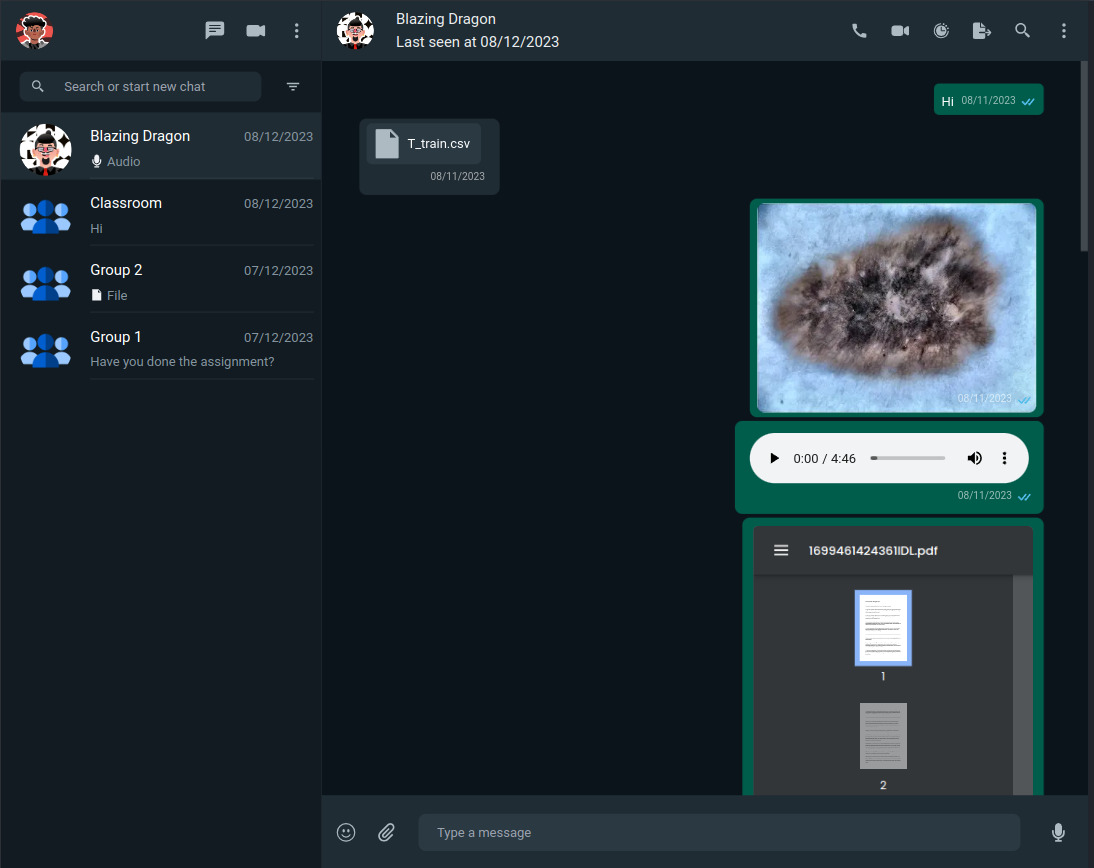 Search or start new chat
Blazing Dragon 08/12/2023
Audio
Classroom 08/12/2023
Hi
Group 2 07/12/2023
File
Group 1 07/12/2023
Have you done the assignment?
Blazing Dragon
Last seen at 08/12/2023
Hi 08/11/2023
T_train.csv
08/11/2023
08/11/2023
0:00 / 4:46
08/11/2023
1699461424361IDL.pdf
1
2
Type a message